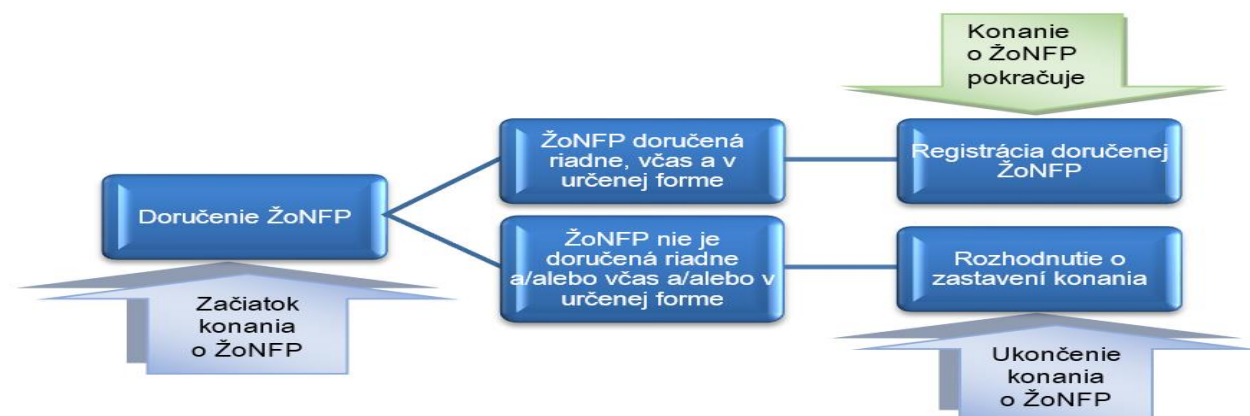 Konanie
o ŽoNFP
pokračuje
ŽoNFP doručená
riadne, včas a v
určenej forme
Registrácia doručenej
ŽoNFP
Doručenie ŽoNFP
ŽoNFP nie je
doručená riadne
a/alebo včas a/alebo v
určenej forme
Rozhodnutie o
zastavení konania
Začiatok
konania
o ŽoNFP
Ukončenie
konania
o ŽoNFP